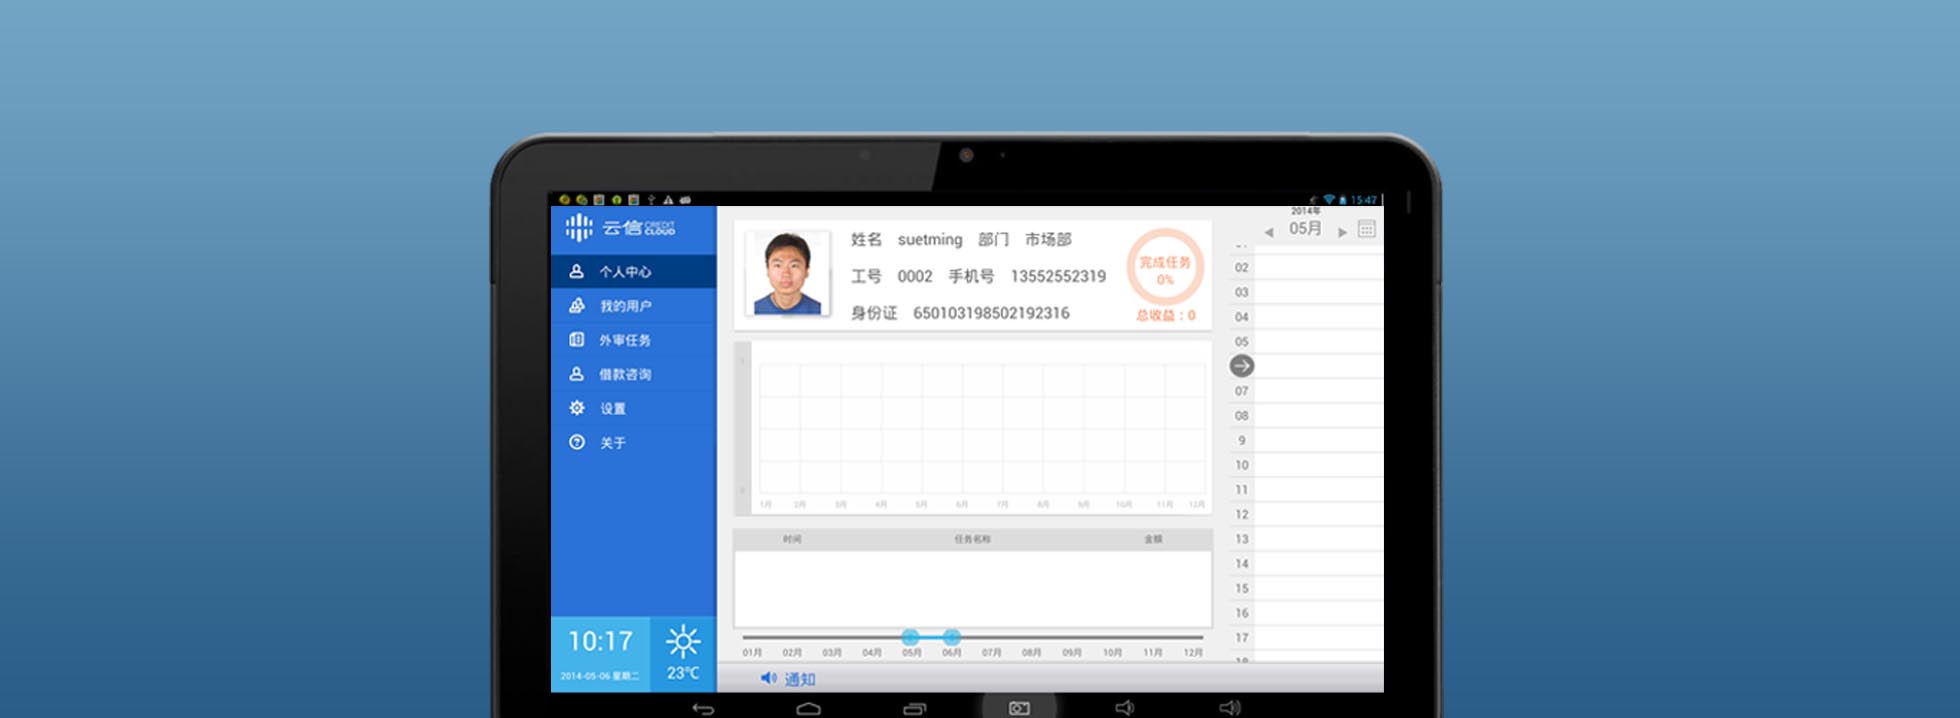 15:47
云信 CREDIT CLOUD
个人中心
我的用户
外审任务
借款咨询
设置
关于
10:17
2014-05-06 星期二
23℃
姓名 suetming 部门 市场部
工号 0002 手机号 13552552319
身份证 650103198502192316
完成任务
0%
总收益：0
1月 2月 3月 4月 5月 6月 7月 8月 9月 10月 11月 12月
时间 任务名称 金额
01月 02月 03月 04月 05月 06月 07月 08月 09月 10月 11月 12月
通知
2014年
05月
02
03
04
05
07
08
9
10
11
12
13
14
15
16
17